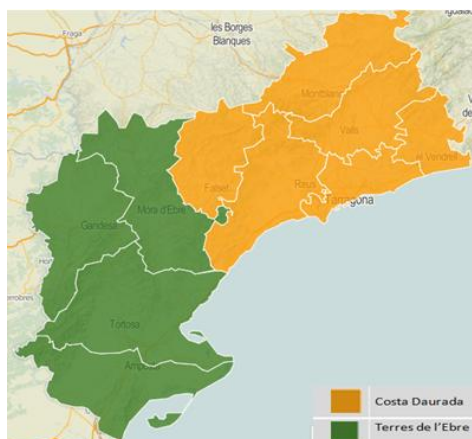 Fraga
les Borges
Blanques
Montblanc
Valls
el Vendrell
Falset
Reus
Tarragona
Móra d'Ebre
Gandesa
Tortosa
Amposta
Costa Daurada
Terres de l'Ebre